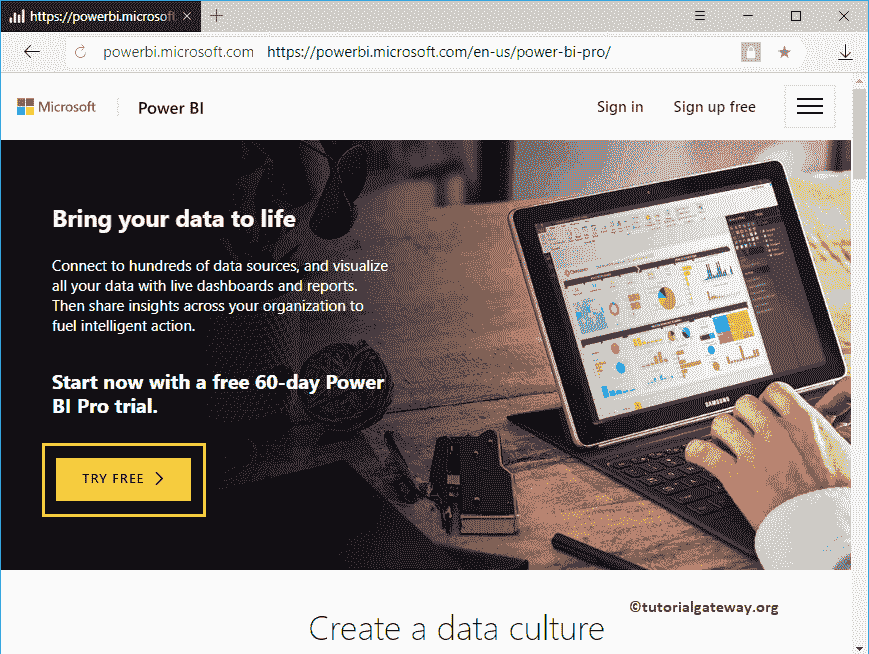 https://powerbi.microsoft
powerbi.microsoft.com https://powerbi.microsoft.com/en-us/power-bi-pro/
Microsoft Power BI Sign in Sign up free
Bring your data to life
Connect to hundreds of data sources, and visualize
all your data with live dashboards and reports.
Then share insights across your organization to
fuel intelligent action.
Start now with a free 60-day Power
BI Pro trial.
TRY FREE
SAMSUNG
©tutorialgateway.org
Create a data culture